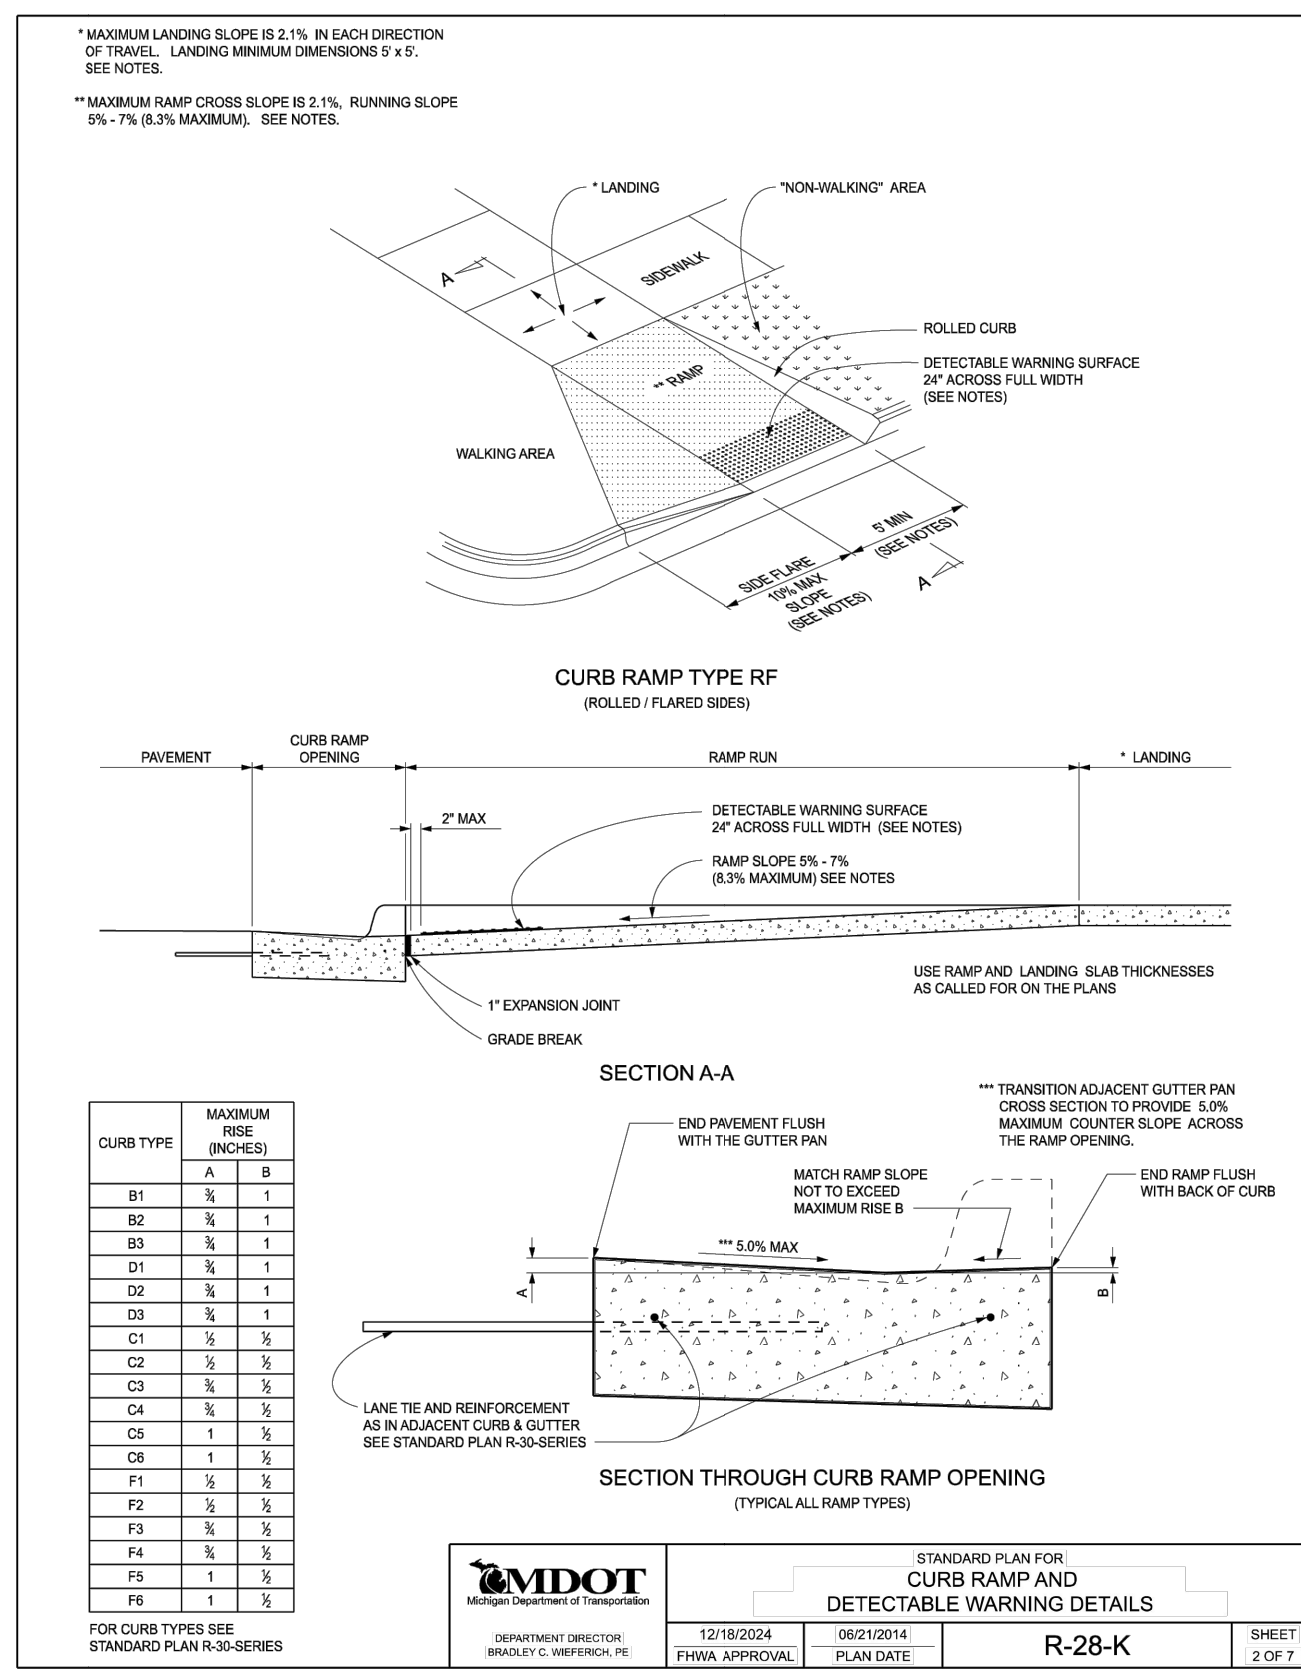 * MAXIMUM LANDING SLOPE IS 2.1% IN EACH DIRECTION
OF TRAVEL. LANDING MINIMUM DIMENSIONS 5' x 5'.
SEE NOTES.
** MAXIMUM RAMP CROSS SLOPE IS 2.1%, RUNNING SLOPE
5% - 7% (8.3% MAXIMUM). SEE NOTES.
* LANDING
"NON-WALKING" AREA
A
SIDEWALK
ROLLED CURB
DETECTABLE WARNING SURFACE
24" ACROSS FULL WIDTH
(SEE NOTES)
** RAMP
WALKING AREA
5' MIN
(SEE NOTES)
SIDE FLARE
10% MAX
SLOPE
(SEE NOTES)
A
CURB RAMP TYPE RF
(ROLLED / FLARED SIDES)
PAVEMENT
CURB RAMP
OPENING
RAMP RUN
* LANDING
2" MAX
DETECTABLE WARNING SURFACE
24" ACROSS FULL WIDTH (SEE NOTES)
RAMP SLOPE 5% - 7%
(8.3% MAXIMUM) SEE NOTES
USE RAMP AND LANDING SLAB THICKNESSES
AS CALLED FOR ON THE PLANS
1" EXPANSION JOINT
GRADE BREAK
SECTION A-A
CURB TYPE
MAXIMUM
RISE
(INCHES)
A B
B1 ¾ 1
B2 ¾ 1
B3 ¾ 1
D1 ¾ 1
D2 ¾ 1
D3 ¾ 1
C1 ½ ½
C2 ½ ½
C3 ¾ ½
C4 ¾ ½
C5 1 ½
C6 1 ½
F1 ½ ½
F2 ½ ½
F3 ¾ ½
F4 ¾ ½
F5 1 ½
F6 1 ½
FOR CURB TYPES SEE
STANDARD PLAN R-30-SERIES
*** TRANSITION ADJACENT GUTTER PAN
CROSS SECTION TO PROVIDE 5.0%
MAXIMUM COUNTER SLOPE ACROSS
THE RAMP OPENING.
END PAVEMENT FLUSH
WITH THE GUTTER PAN
MATCH RAMP SLOPE
NOT TO EXCEED
MAXIMUM RISE B
END RAMP FLUSH
WITH BACK OF CURB
*** 5.0% MAX
A
B
LANE TIE AND REINFORCEMENT
AS IN ADJACENT CURB & GUTTER
SEE STANDARD PLAN R-30-SERIES
SECTION THROUGH CURB RAMP OPENING
(TYPICAL ALL RAMP TYPES)
MDOT
Michigan Department of Transportation
DEPARTMENT DIRECTOR
BRADLEY C. WIEFERICH, PE
STANDARD PLAN FOR
CURB RAMP AND
DETECTABLE WARNING DETAILS
12/18/2024
FHWA APPROVAL
06/21/2014
PLAN DATE
R-28-K
SHEET
2 OF 7